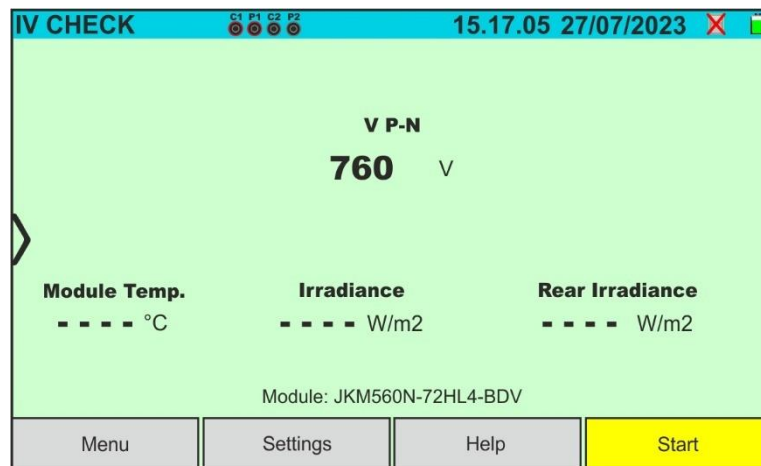 IV CHECK C1 P1 C2 P2 15.17.05 27/07/2023
V P-N
760 V
Module Temp. Irradiance Rear Irradiance
- - - - °C - - - - W/m2 - - - - W/m2
Module: JKM560N-72HL4-BDV
Menu Settings Help Start